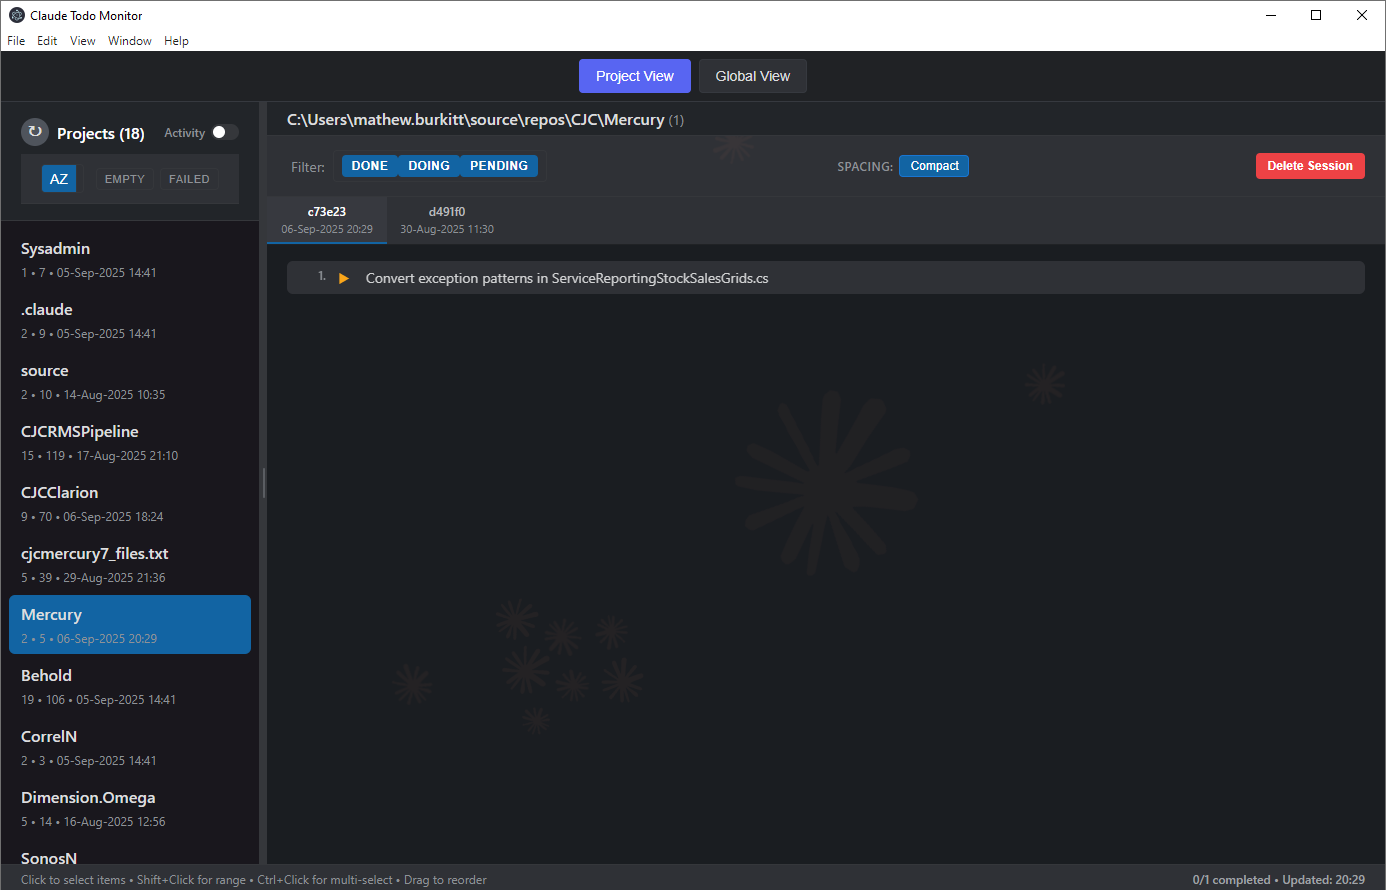 Claude Todo Monitor
File Edit View Window Help
Project View Global View
Projects (18) Activity
AZ EMPTY FAILED
Sysadmin
1 • 7 • 05-Sep-2025 14:41
.claude
2 • 9 • 05-Sep-2025 14:41
source
2 • 10 • 14-Aug-2025 10:35
CJCRMSPipeline
15 • 119 • 17-Aug-2025 21:10
CJCClarion
9 • 70 • 06-Sep-2025 18:24
cjcmercury7_files.txt
5 • 39 • 29-Aug-2025 21:36
Mercury
2 • 5 • 06-Sep-2025 20:29
Behold
19 • 106 • 05-Sep-2025 14:41
CorrelN
2 • 3 • 05-Sep-2025 14:41
Dimension.Omega
5 • 14 • 16-Aug-2025 12:56
SonosN
C:\Users\mathew.burkitt\source\repos\CJC\Mercury (1)
Filter: DONE DOING PENDING SPACING: Compact Delete Session
c73e23 d491f0
06-Sep-2025 20:29 30-Aug-2025 11:30
1. Convert exception patterns in ServiceReportingStockSalesGrids.cs
Click to select items • Shift+Click for range • Ctrl+Click for multi-select • Drag to reorder
0/1 completed • Updated: 20:29